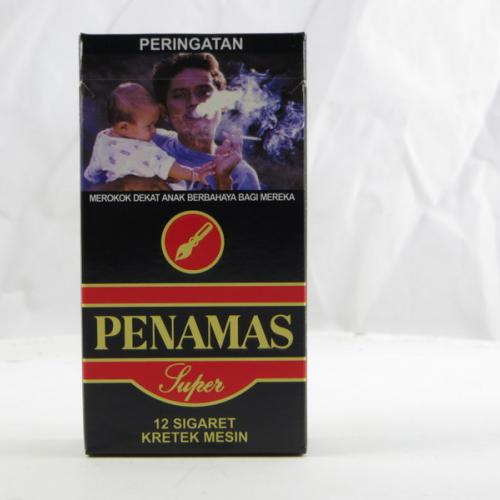 PERINGATAN
MEROKOK DEKAT ANAK BERBAHAYA BAGI MEREKA
PENAMAS
Super
12 SIGARET
KRETEK MESIN